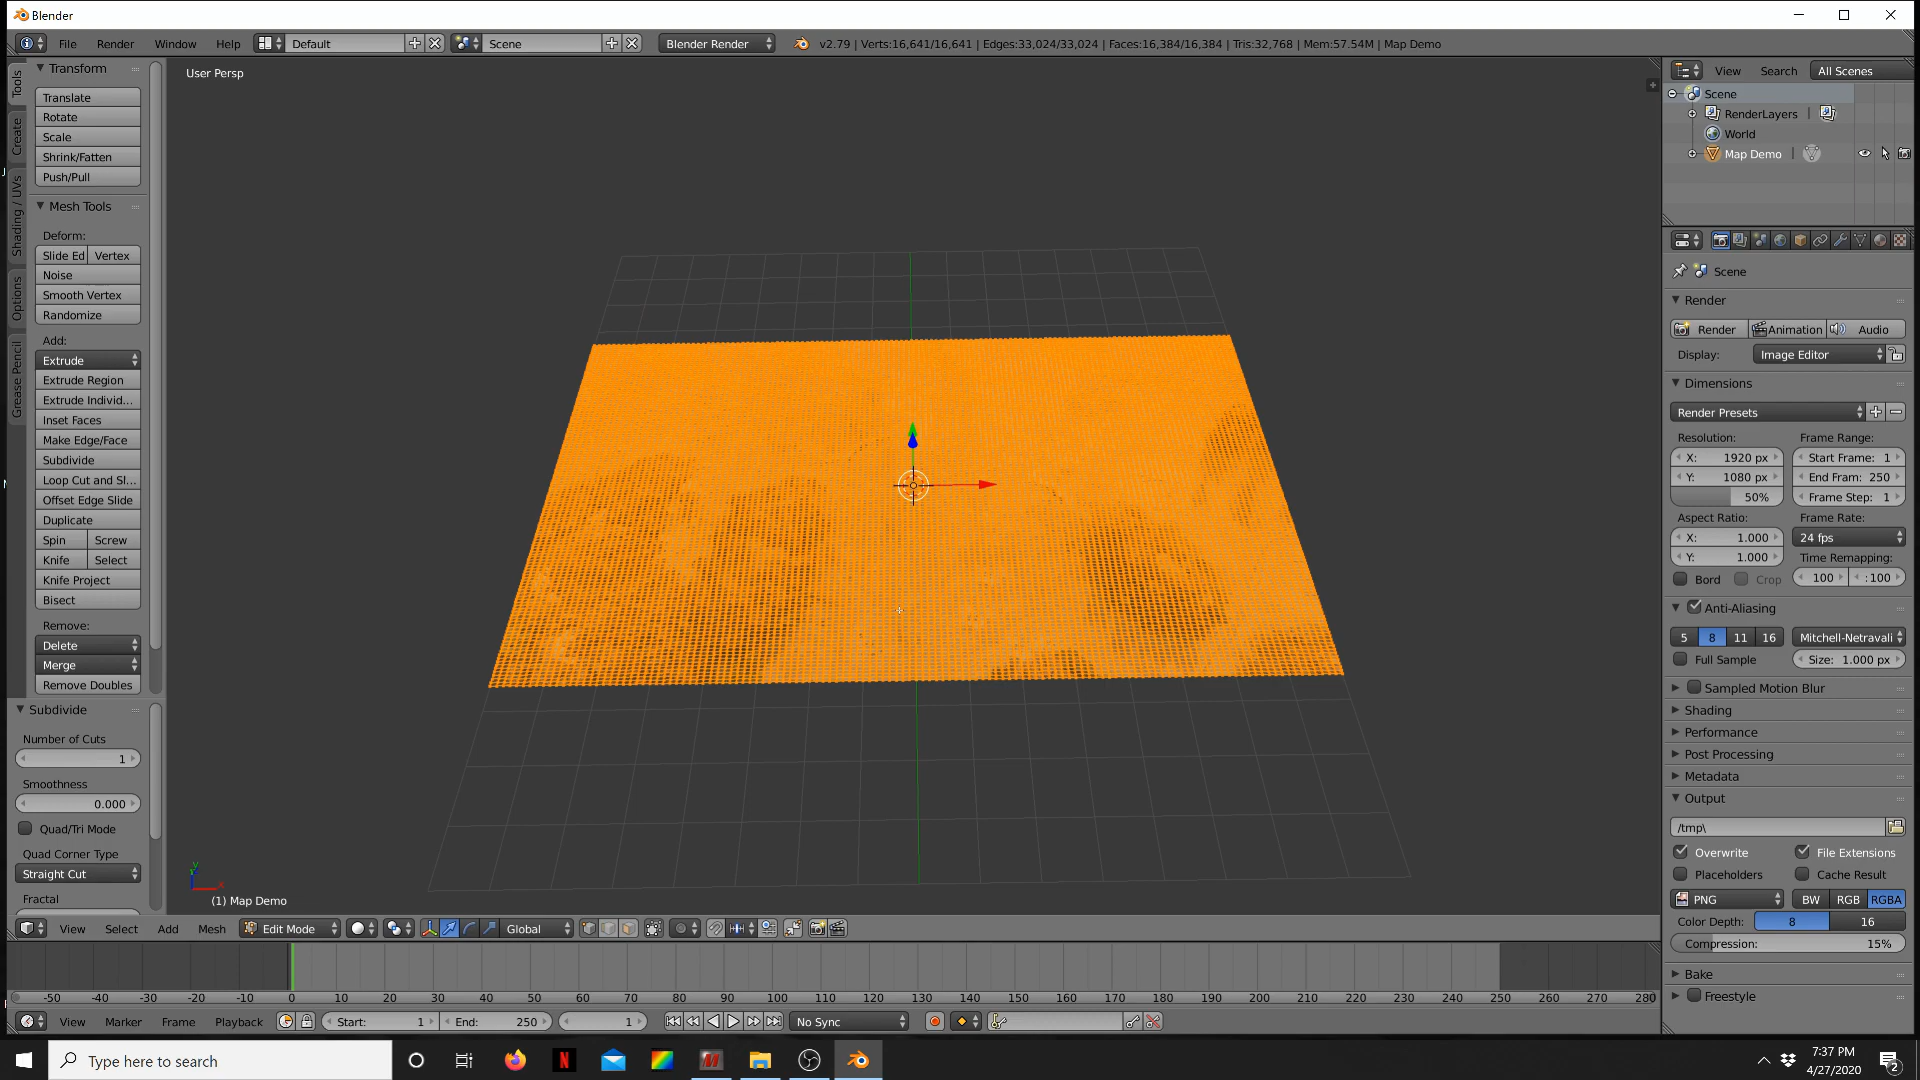 Blender
File Render Window Help Default Scene Blender Render v2.79 | Verts:16,641/16,641 | Edges:33,024/33,024 | Faces:16,384/16,384 | Tris:32,768 | Mem:57.54M | Map Demo
Tools
Create
Shading / UVs
Options
Grease Pencil
Transform
Translate
Rotate
Scale
Shrink/Fatten
Push/Pull
Mesh Tools
Deform:
Slide Ed Vertex
Noise
Smooth Vertex
Randomize
Add:
Extrude
Extrude Region
Extrude Individ...
Inset Faces
Make Edge/Face
Subdivide
Loop Cut and Sl...
Offset Edge Slide
Duplicate
Spin Screw
Knife Select
Knife Project
Bisect
Remove:
Delete
Merge
Remove Doubles
Subdivide
Number of Cuts
1
Smoothness
0.000
Quad/Tri Mode
Quad Corner Type
Straight Cut
Fractal
User Persp
(1) Map Demo
View Select Add Mesh Edit Mode Global
View Search All Scenes
Scene
RenderLayers
World
Map Demo
Scene
Render
Render Animation Audio
Display: Image Editor
Dimensions
Render Presets
Resolution: Frame Range:
X: 1920 px Start Frame: 1
Y: 1080 px End Fram: 250
50% Frame Step: 1
Aspect Ratio: Frame Rate:
X: 1.000 24 fps
Y: 1.000 Time Remapping:
Bord Crop 100 :100
Anti-Aliasing
5 8 11 16 Mitchell-Netravali
Full Sample Size: 1.000 px
Sampled Motion Blur
Shading
Performance
Post Processing
Metadata
Output
/tmp\
Overwrite File Extensions
Placeholders Cache Result
PNG BW RGB RGBA
Color Depth: 8 16
Compression: 15%
Bake
Freestyle
-50 -40 -30 -20 -10 0 10 20 30 40 50 60 70 80 90 100 110 120 130 140 150 160 170 180 190 200 210 220 230 240 250 260 270 280
View Marker Frame Playback Start: 1 End: 250 1 No Sync
Type here to search
7:37 PM
4/27/2020
2